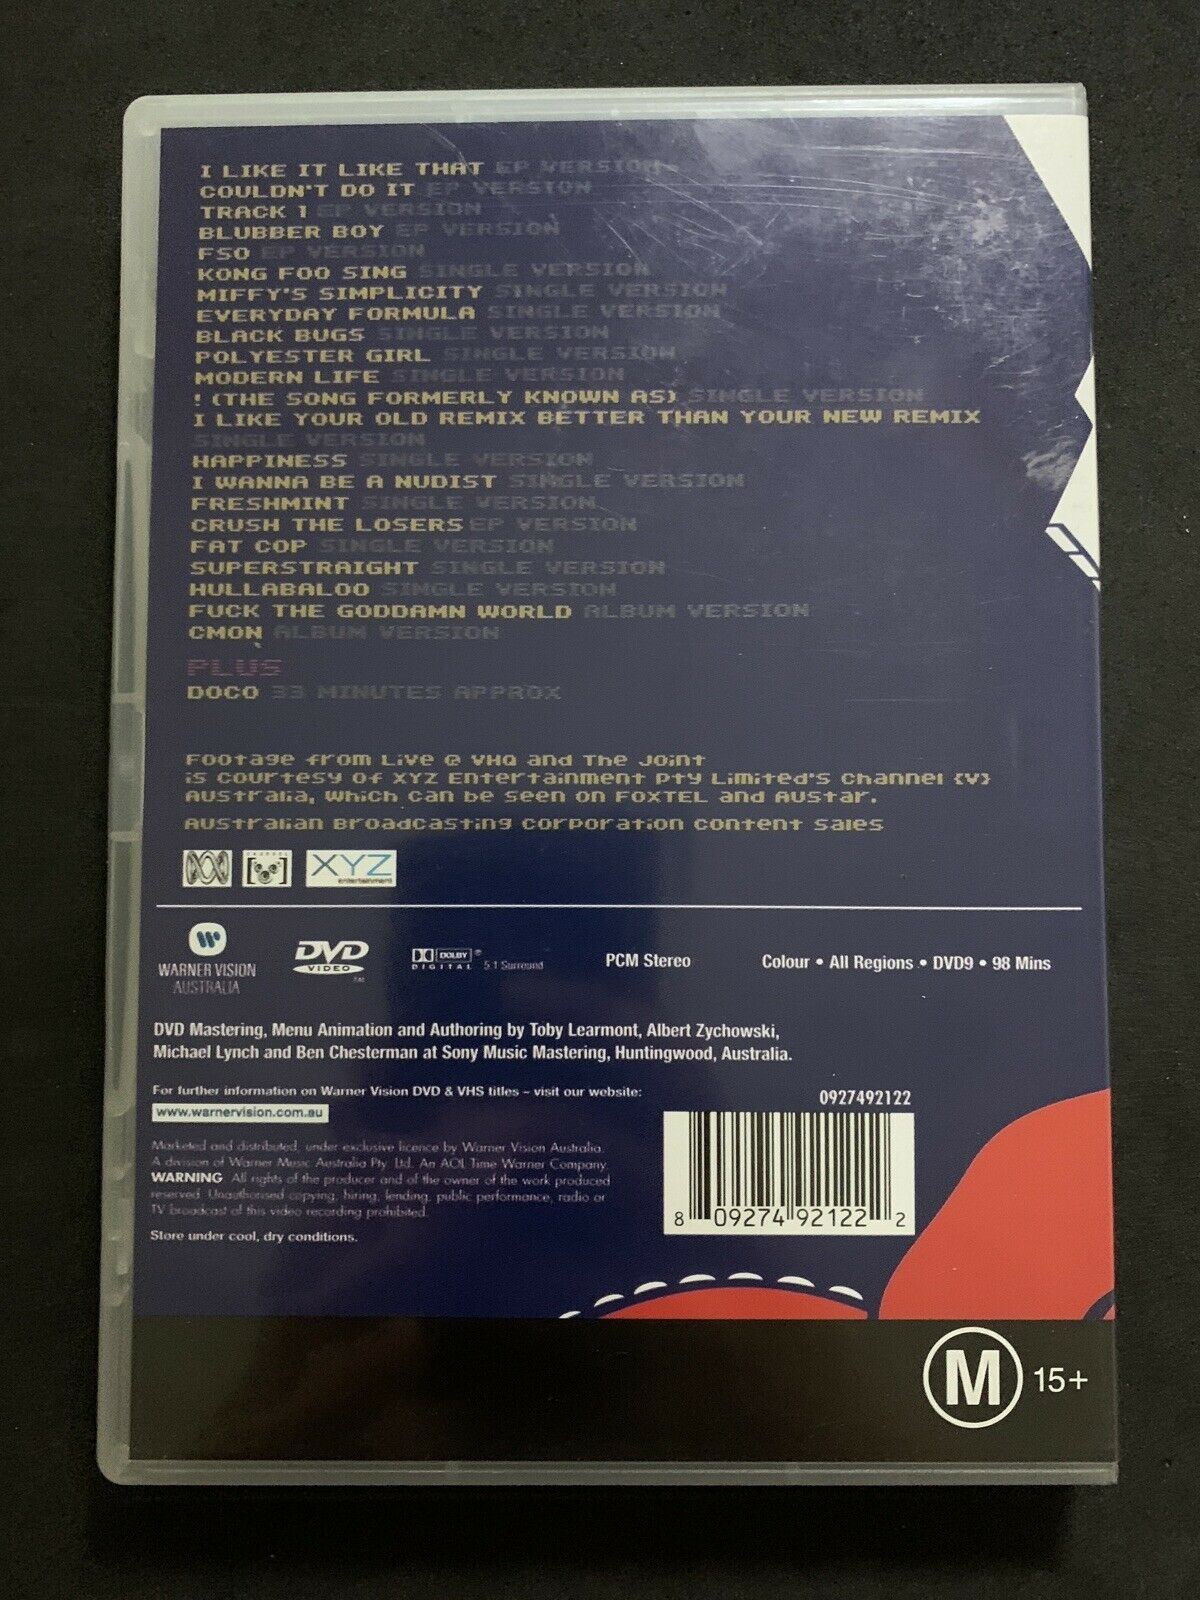 I LIKE IT LIKE THAT EP VERSION
COULDN'T DO IT EP VERSION
TRACK 1 EP VERSION
BLUBBER BOY EP VERSION
FSO EP VERSION
KONG FOO SING SINGLE VERSION
MIFFY'S SIMPLICITY SINGLE VERSION
EVERYDAY FORMULA SINGLE VERSION
BLACK BUGS SINGLE VERSION
POLYESTER GIRL SINGLE VERSION
MODERN LIFE SINGLE VERSION
! (THE SONG FORMERLY KNOWN AS) SINGLE VERSION
I LIKE YOUR OLD REMIX BETTER THAN YOUR NEW REMIX
SINGLE VERSION
HAPPINESS SINGLE VERSION
I WANNA BE A NUDIST SINGLE VERSION
FRESHMINT SINGLE VERSION
CRUSH THE LOSERS EP VERSION
FAT COP SINGLE VERSION
SUPERSTRAIGHT SINGLE VERSION
HULLABALOO SINGLE VERSION
FUCK THE GODDAMN WORLD ALBUM VERSION
CMON ALBUM VERSION
PLUS
DOCO 33 MINUTES APPROX
Footage from Live @ VHQ and The Joint
is courtesy of XYZ Entertainment Pty Limited's Channel {V}
Australia, which can be seen on FOXTEL and Austar.
Australian Broadcasting Corporation Content Sales
XYZ
entertainment
WARNER VISION
AUSTRALIA
DVD
VIDEO
DOLBY
DIGITAL 5.1 Surround
PCM Stereo
Colour • All Regions • DVD9 • 98 Mins
DVD Mastering, Menu Animation and Authoring by Toby Learmont, Albert Zychowski,
Michael Lynch and Ben Chesterman at Sony Music Mastering, Huntingwood, Australia.
For further information on Warner Vision DVD & VHS titles – visit our website:
www.warnervision.com.au
0927492122
Marketed and distributed, under exclusive licence by Warner Vision Australia.
A division of Warner Music Australia Pty. Ltd. An AOL Time Warner Company.
WARNING All rights of the producer and of the owner of the work produced
reserved. Unauthorised copying, hiring, lending, public performance, radio or
TV broadcast of this video recording prohibited.
Store under cool, dry conditions.
8 09274 92122 2
M 15+